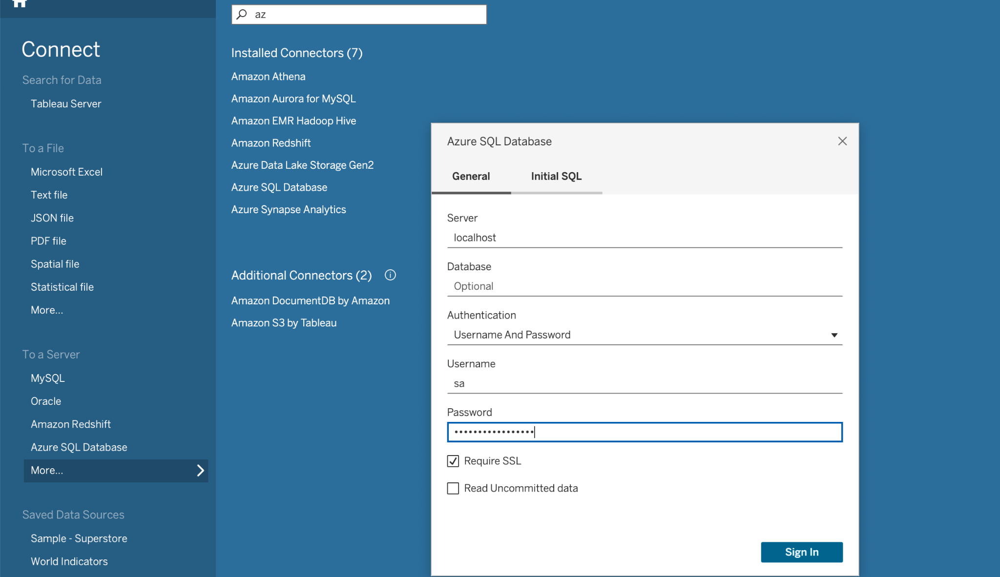 az
Connect
Search for Data
Tableau Server
To a File
Microsoft Excel
Text file
JSON file
PDF file
Spatial file
Statistical file
More...
To a Server
MySQL
Oracle
Amazon Redshift
Azure SQL Database
More...
Saved Data Sources
Sample - Superstore
World Indicators
Installed Connectors (7)
Amazon Athena
Amazon Aurora for MySQL
Amazon EMR Hadoop Hive
Amazon Redshift
Azure Data Lake Storage Gen2
Azure SQL Database
Azure Synapse Analytics
Additional Connectors (2)
Amazon DocumentDB by Amazon
Amazon S3 by Tableau
Azure SQL Database
General Initial SQL
Server
localhost
Database
Optional
Authentication
Username And Password
Username
sa
Password
•••••••••••••••••
Require SSL
Read Uncommitted data
Sign In